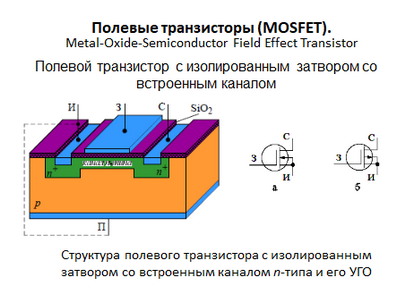 Полевые транзисторы (MOSFET).
Metal-Oxide-Semiconductor Field Effect Transistor
Полевой транзистор с изолированным затвором со
встроенным каналом
И З С SiO2
n+ n+
p
П
З С И а
З С И б
Структура полевого транзистора с изолированным
затвором со встроенным каналом n-типа и его УГО